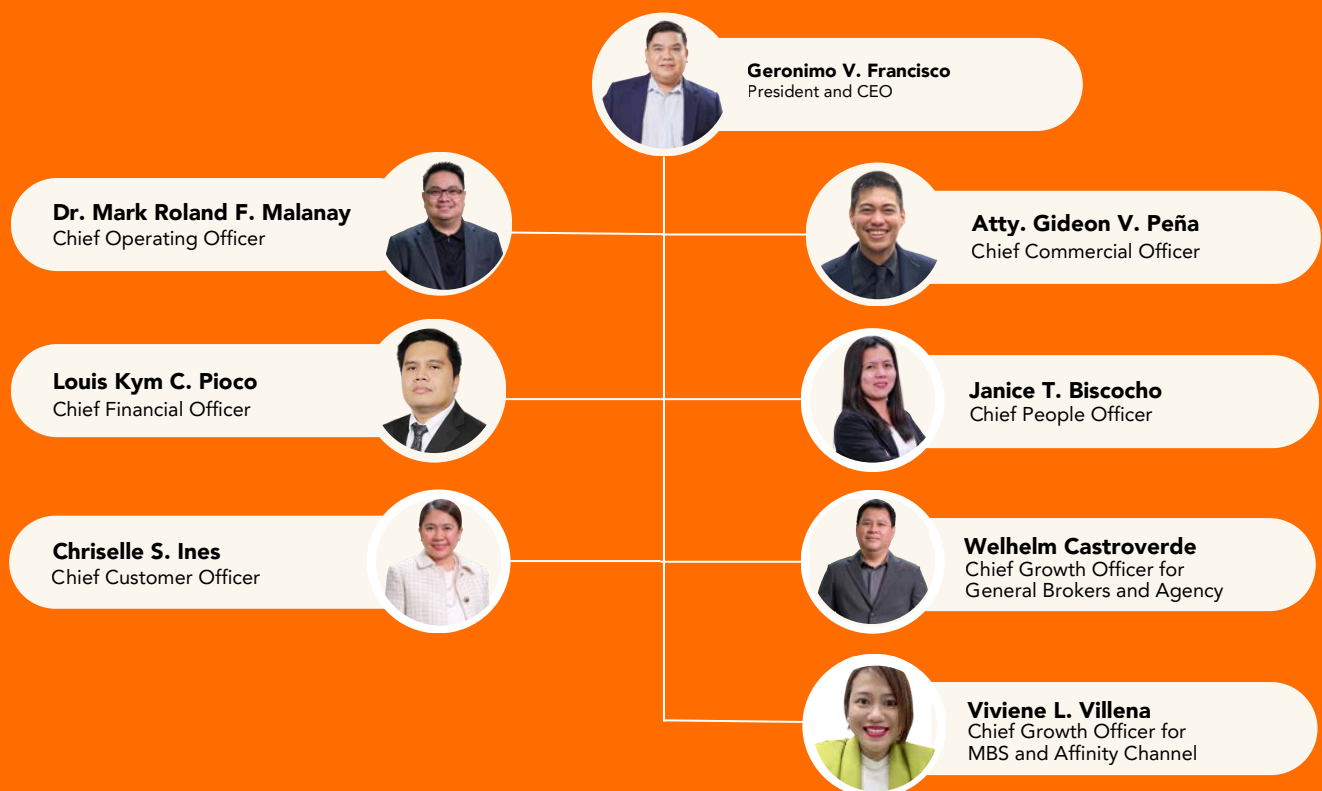 Geronimo V. Francisco
President and CEO
Dr. Mark Roland F. Malanay
Chief Operating Officer
Atty. Gideon V. Peña
Chief Commercial Officer
Louis Kym C. Pioco
Chief Financial Officer
Janice T. Biscocho
Chief People Officer
Chriselle S. Ines
Chief Customer Officer
Welhelm Castroverde
Chief Growth Officer for
General Brokers and Agency
Viviene L. Villena
Chief Growth Officer for
MBS and Affinity Channel